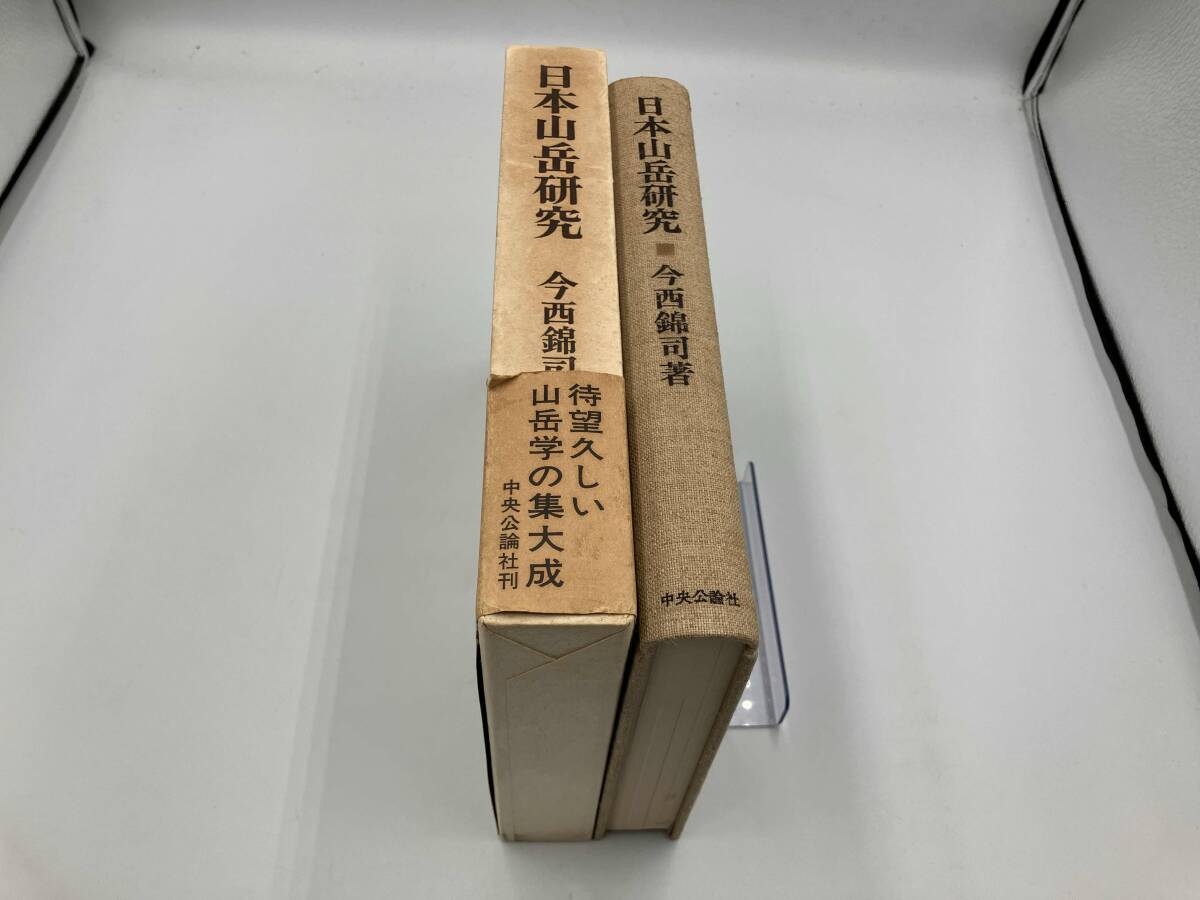 日本山岳研究
今西錦司
待望久しい
山岳学の集大成
中央公論社刊
日本山岳研究
今西錦司著
中央公論社